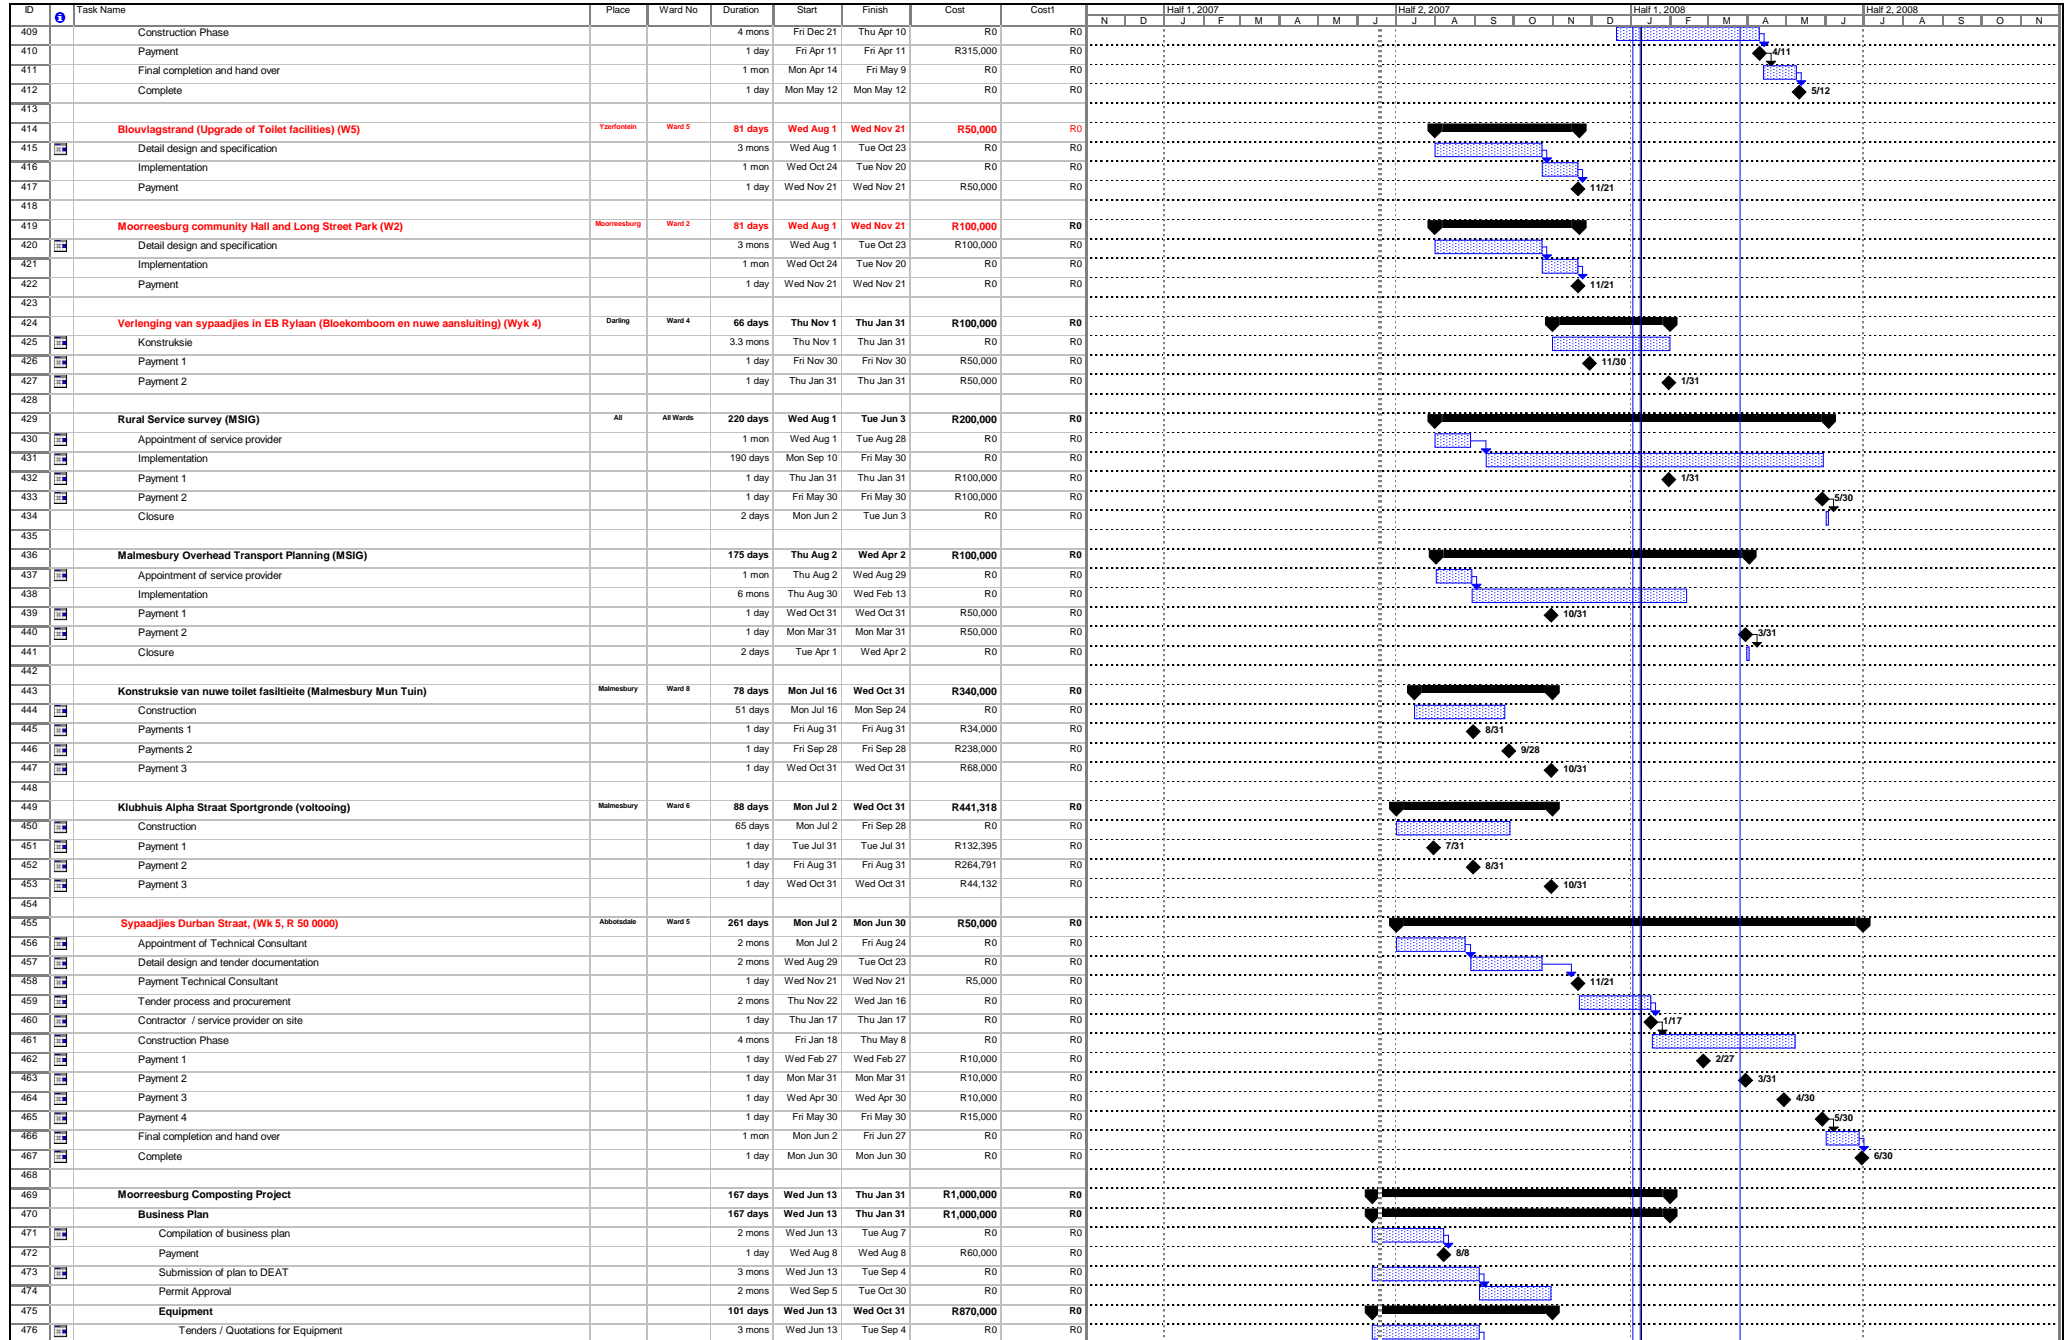 ID Task Name Place Ward No Duration Start Finish Cost Cost1 Half 1, 2007 Half 2, 2007 Half 1, 2008 Half 2, 2008
N D J F M A M J J A S O N D J F M A M J J A S O N
409 Construction Phase 4 mons Fri Dec 21 Thu Apr 10 R0 R0
410 Payment 1 day Fri Apr 11 Fri Apr 11 R315,000 R0 4/11
411 Final completion and hand over 1 mon Mon Apr 14 Fri May 9 R0 R0
412 Complete 1 day Mon May 12 Mon May 12 R0 R0 5/12
413
414 Blouvlagstrand (Upgrade of Toilet facilities) (W5) Yzerfontein Ward 5 81 days Wed Aug 1 Wed Nov 21 R50,000 R0
415 Detail design and specification 3 mons Wed Aug 1 Tue Oct 23 R0 R0
416 Implementation 1 mon Wed Oct 24 Tue Nov 20 R0 R0
417 Payment 1 day Wed Nov 21 Wed Nov 21 R50,000 R0 11/21
418
419 Moorreesburg community Hall and Long Street Park (W2) Moorreesburg Ward 2 81 days Wed Aug 1 Wed Nov 21 R100,000 R0
420 Detail design and specification 3 mons Wed Aug 1 Tue Oct 23 R100,000 R0
421 Implementation 1 mon Wed Oct 24 Tue Nov 20 R0 R0
422 Payment 1 day Wed Nov 21 Wed Nov 21 R0 R0 11/21
423
424 Verlenging van sypaadjies in EB Rylaan (Bloekomboom en nuwe aansluiting) (Wyk 4) Darling Ward 4 66 days Thu Nov 1 Thu Jan 31 R100,000 R0
425 Konstruksie 3.3 mons Thu Nov 1 Thu Jan 31 R0 R0
426 Payment 1 1 day Fri Nov 30 Fri Nov 30 R50,000 R0 11/30
427 Payment 2 1 day Thu Jan 31 Thu Jan 31 R50,000 R0 1/31
428
429 Rural Service survey (MSIG) All All Wards 220 days Wed Aug 1 Tue Jun 3 R200,000 R0
430 Appointment of service provider 1 mon Wed Aug 1 Tue Aug 28 R0 R0
431 Implementation 190 days Mon Sep 10 Fri May 30 R0 R0
432 Payment 1 1 day Thu Jan 31 Thu Jan 31 R100,000 R0 1/31
433 Payment 2 1 day Fri May 30 Fri May 30 R100,000 R0 5/30
434 Closure 2 days Mon Jun 2 Tue Jun 3 R0 R0
435
436 Malmesbury Overhead Transport Planning (MSIG) 175 days Thu Aug 2 Wed Apr 2 R100,000 R0
437 Appointment of service provider 1 mon Thu Aug 2 Wed Aug 29 R0 R0
438 Implementation 6 mons Thu Aug 30 Wed Feb 13 R0 R0
439 Payment 1 1 day Wed Oct 31 Wed Oct 31 R50,000 R0 10/31
440 Payment 2 1 day Mon Mar 31 Mon Mar 31 R50,000 R0 3/31
441 Closure 2 days Tue Apr 1 Wed Apr 2 R0 R0
442
443 Konstruksie van nuwe toilet fasiltieite (Malmesbury Mun Tuin) Malmesbury Ward 8 78 days Mon Jul 16 Wed Oct 31 R340,000 R0
444 Construction 51 days Mon Jul 16 Mon Sep 24 R0 R0
445 Payments 1 1 day Fri Aug 31 Fri Aug 31 R34,000 R0 8/31
446 Payments 2 1 day Fri Sep 28 Fri Sep 28 R238,000 R0 9/28
447 Payment 3 1 day Wed Oct 31 Wed Oct 31 R68,000 R0 10/31
448
449 Klubhuis Alpha Straat Sportgronde (voltooing) Malmesbury Ward 6 88 days Mon Jul 2 Wed Oct 31 R441,318 R0
450 Construction 65 days Mon Jul 2 Fri Sep 28 R0 R0
451 Payment 1 1 day Tue Jul 31 Tue Jul 31 R132,395 R0 7/31
452 Payment 2 1 day Fri Aug 31 Fri Aug 31 R264,791 R0 8/31
453 Payment 3 1 day Wed Oct 31 Wed Oct 31 R44,132 R0 10/31
454
455 Sypaadjies Durban Straat, (Wk 5, R 50 0000) Abbotsdale Ward 5 261 days Mon Jul 2 Mon Jun 30 R50,000 R0
456 Appointment of Technical Consultant 2 mons Mon Jul 2 Fri Aug 24 R0 R0
457 Detail design and tender documentation 2 mons Wed Aug 29 Tue Oct 23 R0 R0
458 Payment Technical Consultant 1 day Wed Nov 21 Wed Nov 21 R5,000 R0 11/21
459 Tender process and procurement 2 mons Thu Nov 22 Wed Jan 16 R0 R0
460 Contractor / service provider on site 1 day Thu Jan 17 Thu Jan 17 R0 R0 1/17
461 Construction Phase 4 mons Fri Jan 18 Thu May 8 R0 R0
462 Payment 1 1 day Wed Feb 27 Wed Feb 27 R10,000 R0 2/27
463 Payment 2 1 day Mon Mar 31 Mon Mar 31 R10,000 R0 3/31
464 Payment 3 1 day Wed Apr 30 Wed Apr 30 R10,000 R0 4/30
465 Payment 4 1 day Fri May 30 Fri May 30 R15,000 R0 5/30
466 Final completion and hand over 1 mon Mon Jun 2 Fri Jun 27 R0 R0
467 Complete 1 day Mon Jun 30 Mon Jun 30 R0 R0 6/30
468
469 Moorreesburg Composting Project 167 days Wed Jun 13 Thu Jan 31 R1,000,000 R0
470 Business Plan 167 days Wed Jun 13 Thu Jan 31 R1,000,000 R0
471 Compilation of business plan 2 mons Wed Jun 13 Tue Aug 7 R0 R0
472 Payment 1 day Wed Aug 8 Wed Aug 8 R60,000 R0 8/8
473 Submission of plan to DEAT 3 mons Wed Jun 13 Tue Sep 4 R0 R0
474 Permit Approval 2 mons Wed Sep 5 Tue Oct 30 R0 R0
475 Equipment 101 days Wed Jun 13 Wed Oct 31 R870,000 R0
476 Tenders / Quotations for Equipment 3 mons Wed Jun 13 Tue Sep 4 R0 R0